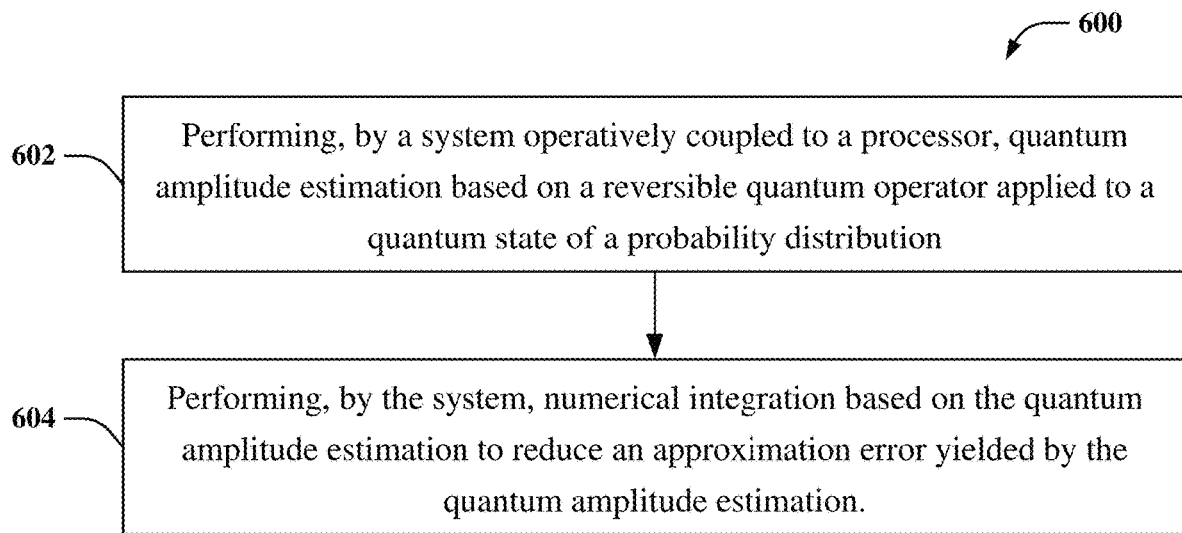 600
602
Performing, by a system operatively coupled to a processor, quantum
amplitude estimation based on a reversible quantum operator applied to a
quantum state of a probability distribution
604
Performing, by the system, numerical integration based on the quantum
amplitude estimation to reduce an approximation error yielded by the
quantum amplitude estimation.